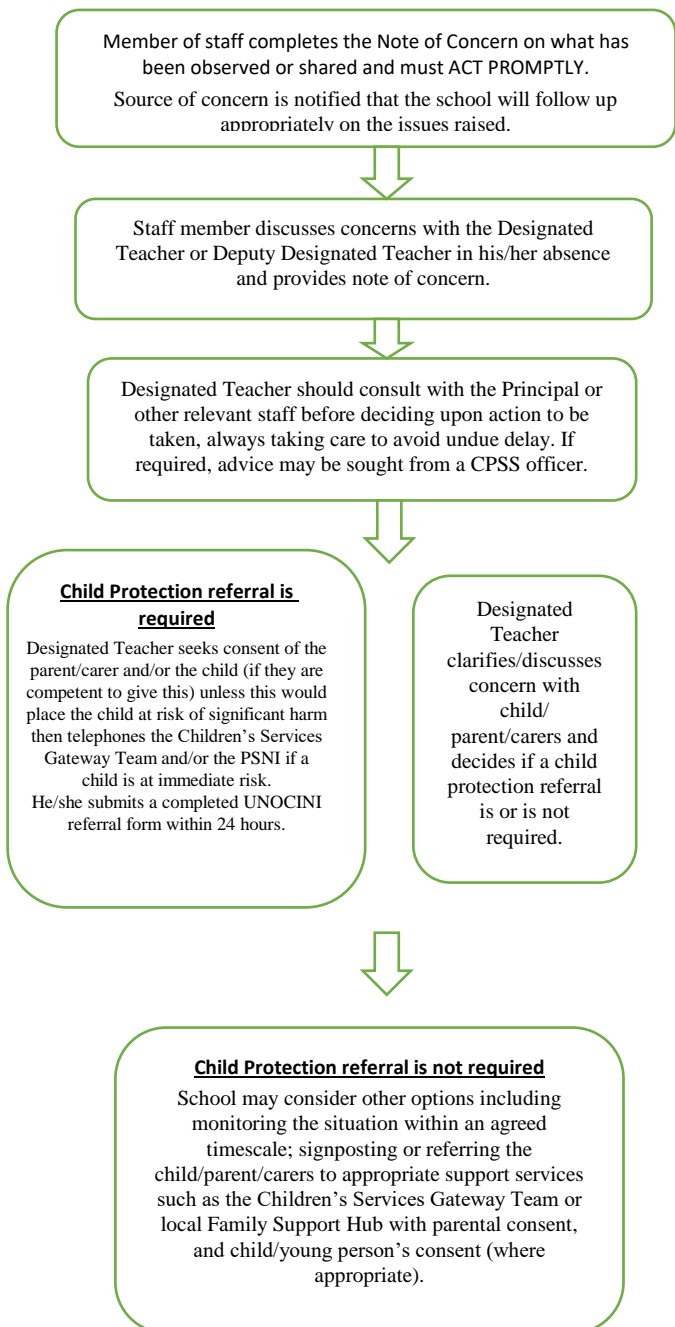 Member of staff completes the Note of Concern on what has
been observed or shared and must ACT PROMPTLY.
Source of concern is notified that the school will follow up
appropriately on the issues raised.
Staff member discusses concerns with the Designated
Teacher or Deputy Designated Teacher in his/her absence
and provides note of concern.
Designated Teacher should consult with the Principal or
other relevant staff before deciding upon action to be
taken, always taking care to avoid undue delay. If
required, advice may be sought from a CPSS officer.
Child Protection referral is
required
Designated Teacher seeks consent of the
parent/carer and/or the child (if they are
competent to give this) unless this would
place the child at risk of significant harm
then telephones the Children’s Services
Gateway Team and/or the PSNI if a
child is at immediate risk.
He/she submits a completed UNOCINI
referral form within 24 hours.
Designated
Teacher
clarifies/discusses
concern with
child/
parent/carers and
decides if a child
protection referral
is or is not
required.
Child Protection referral is not required
School may consider other options including
monitoring the situation within an agreed
timescale; signposting or referring the
child/parent/carers to appropriate support services
such as the Children’s Services Gateway Team or
local Family Support Hub with parental consent,
and child/young person’s consent (where
appropriate).